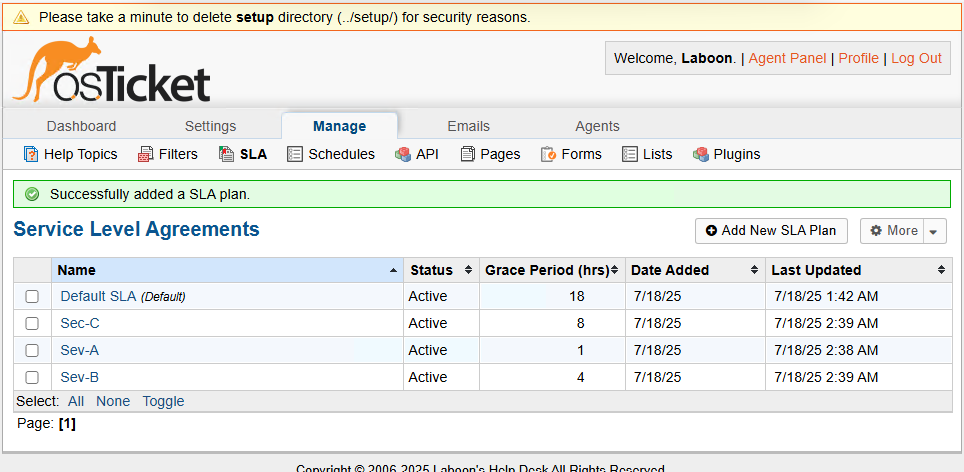 Please take a minute to delete setup directory (../setup/) for security reasons.
osTicket
Welcome, Laboon. | Agent Panel | Profile | Log Out
Dashboard Settings Manage Emails Agents
Help Topics Filters SLA Schedules API Pages Forms Lists Plugins
Successfully added a SLA plan.
Service Level Agreements
Add New SLA Plan More
Name Status Grace Period (hrs) Date Added Last Updated
Default SLA (Default) Active 18 7/18/25 7/18/25 1:42 AM
Sec-C Active 8 7/18/25 7/18/25 2:39 AM
Sev-A Active 1 7/18/25 7/18/25 2:38 AM
Sev-B Active 4 7/18/25 7/18/25 2:39 AM
Select: All None Toggle
Page: [1]
Copyright © 2006-2025 Laboon's Help Desk All Rights Reserved.